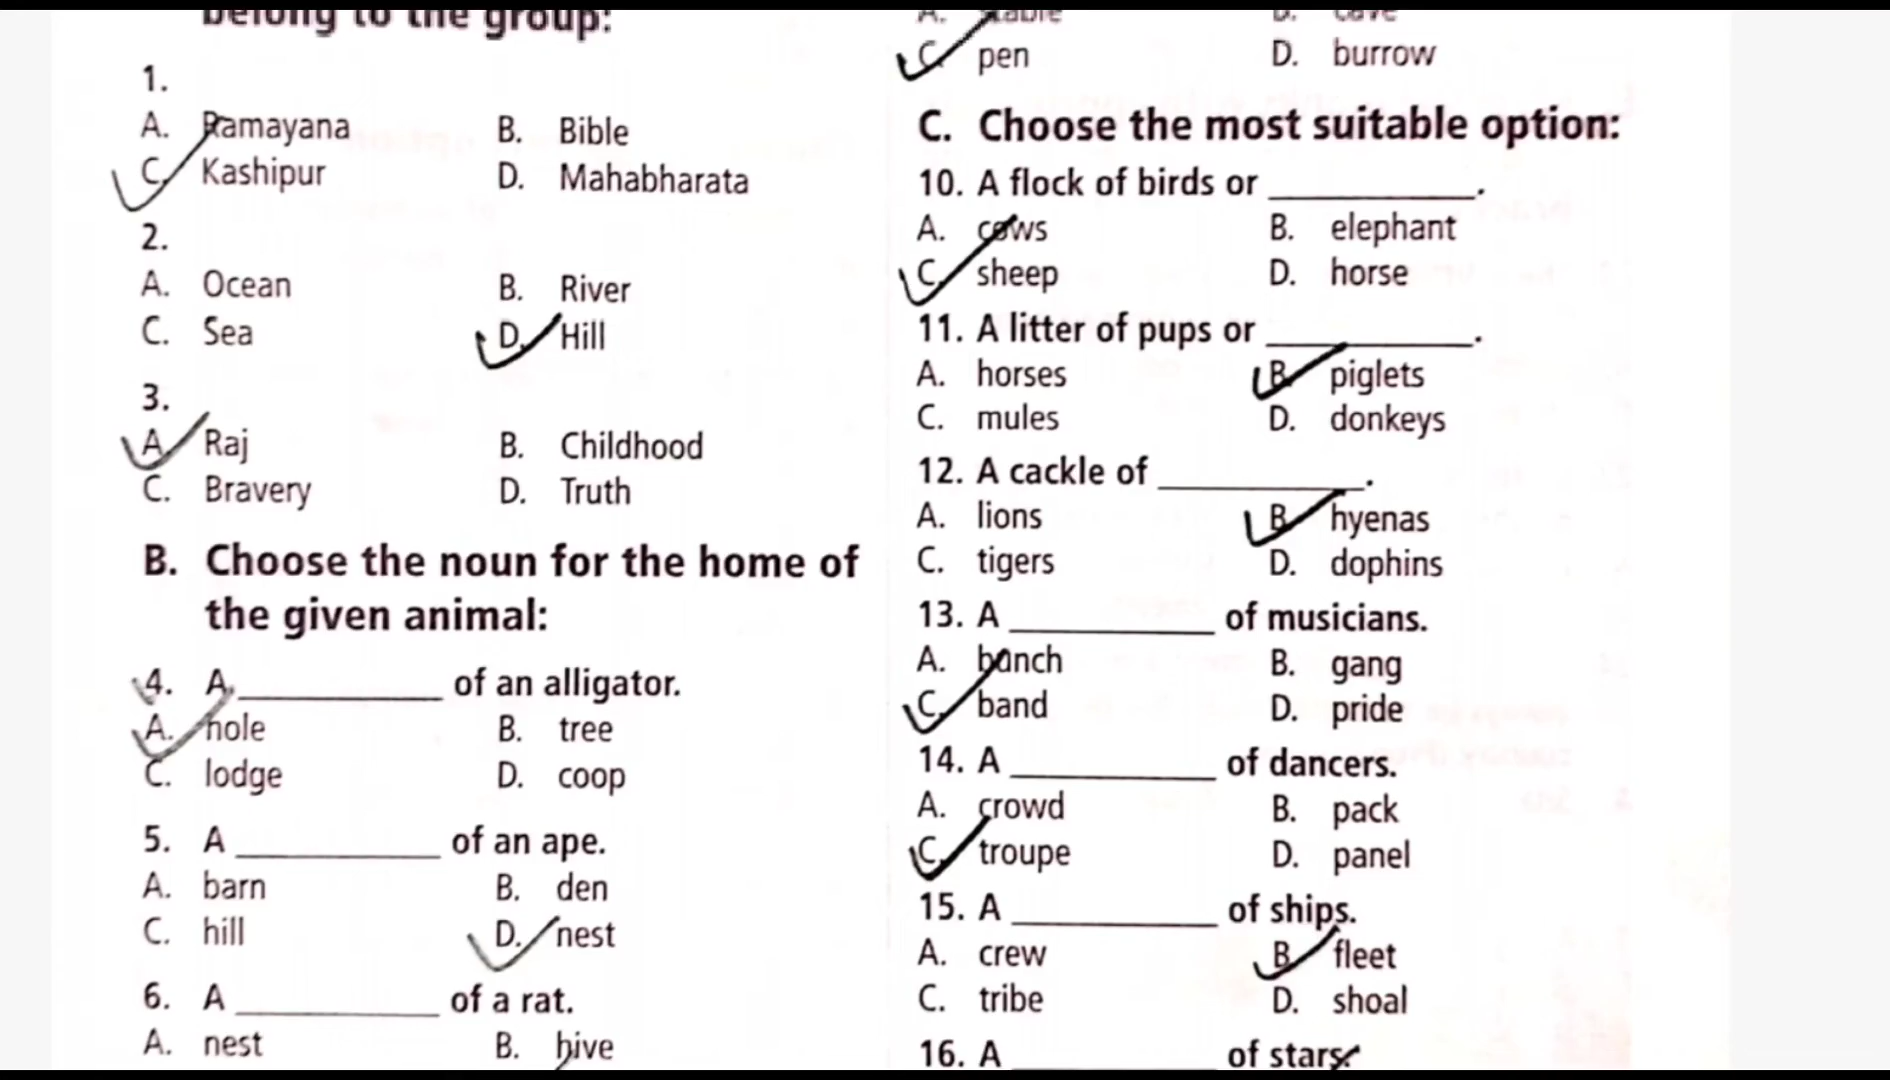 belong to the group:
1.
A. Ramayana B. Bible
C. Kashipur D. Mahabharata
2.
A. Ocean B. River
C. Sea D. Hill
3.
A. Raj B. Childhood
C. Bravery D. Truth
B. Choose the noun for the home of
the given animal:
4. A __________ of an alligator.
A. hole B. tree
C. lodge D. coop
5. A __________ of an ape.
A. barn B. den
C. hill D. nest
6. A __________ of a rat.
A. nest B. hive
A. stable B. cave
C. pen D. burrow
C. Choose the most suitable option:
10. A flock of birds or __________.
A. cows B. elephant
C. sheep D. horse
11. A litter of pups or __________.
A. horses B. piglets
C. mules D. donkeys
12. A cackle of __________.
A. lions B. hyenas
C. tigers D. dophins
13. A __________ of musicians.
A. bunch B. gang
C. band D. pride
14. A __________ of dancers.
A. crowd B. pack
C. troupe D. panel
15. A __________ of ships.
A. crew B. fleet
C. tribe D. shoal
16. A __________ of stars.